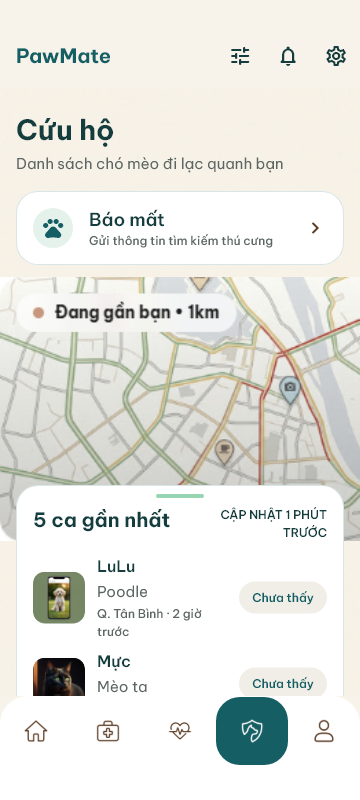 PawMate
Cứu hộ
Danh sách chó mèo đi lạc quanh bạn
Báo mất
Gửi thông tin tìm kiếm thú cưng
Đang gần bạn • 1km
5 ca gần nhất
CẬP NHẬT 1 PHÚT
TRƯỚC
LuLu
Poodle
Q. Tân Bình · 2 giờ
trước
Chưa thấy
Mực
Mèo ta
Chưa thấy